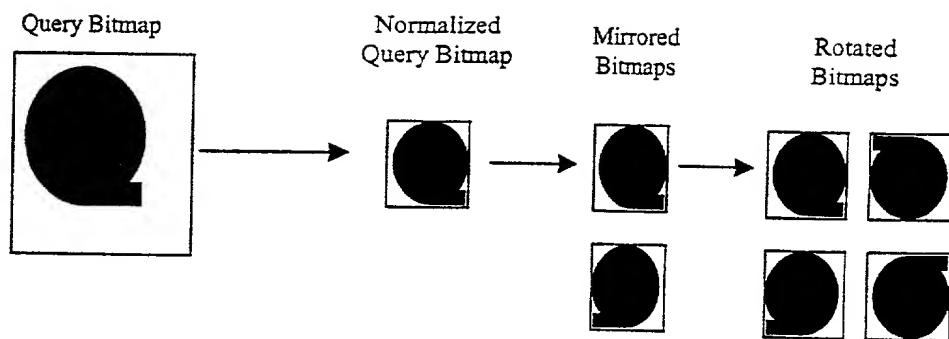 Query Bitmap
Normalized
Query Bitmap
Mirrored
Bitmaps
Rotated
Bitmaps